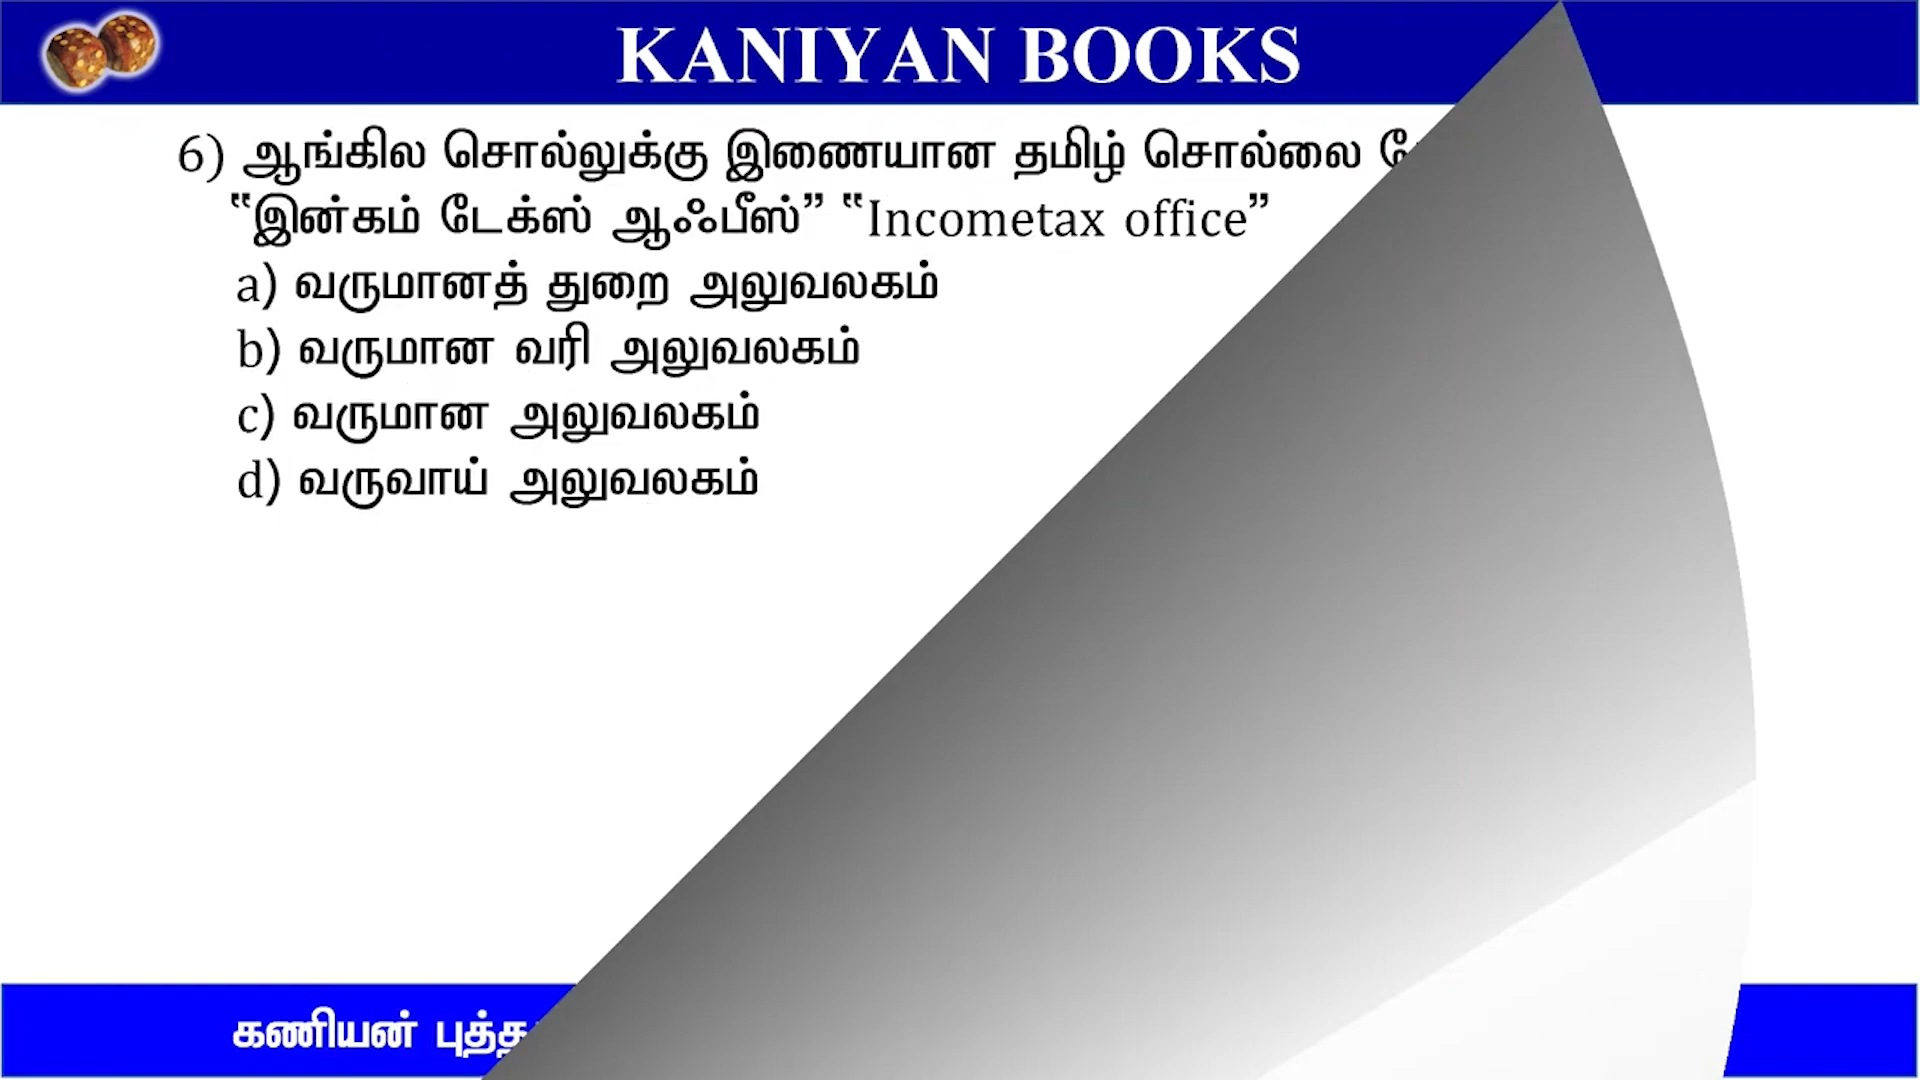 KANIYAN BOOKS
6) ஆங்கில சொல்லுக்கு இணையான தமிழ் சொல்லை
“இன்கம் டேக்ஸ் ஆஃபீஸ்” “Incometax office”
a) வருமானத் துறை அலுவலகம்
b) வருமான வரி அலுவலகம்
c) வருமான அலுவலகம்
d) வருவாய் அலுவலகம்
கணியன்